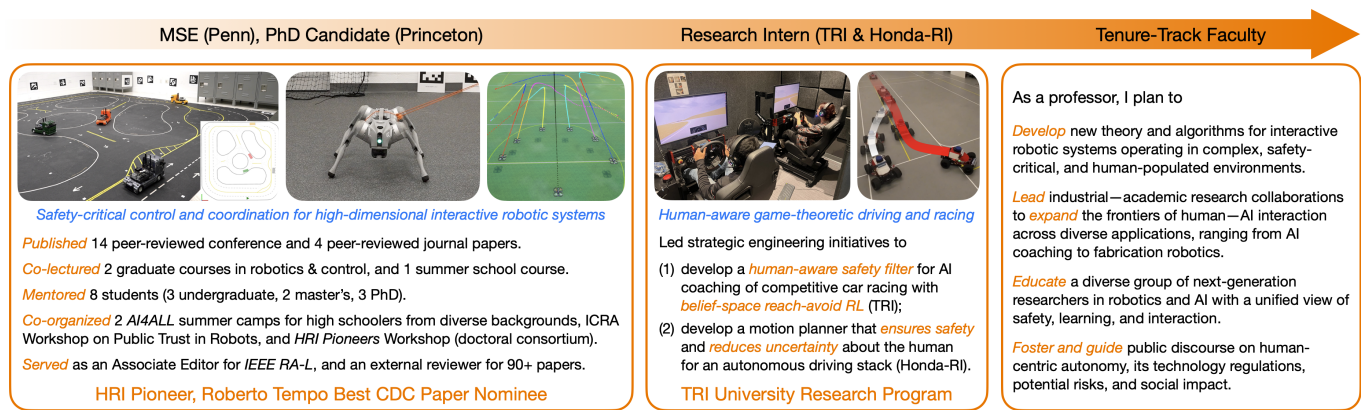 MSE (Penn), PhD Candidate (Princeton)
Research Intern (TRI & Honda-RI)
Tenure-Track Faculty
Safety-critical control and coordination for high-dimensional interactive robotic systems
Published 14 peer-reviewed conference and 4 peer-reviewed journal papers.
Co-lectured 2 graduate courses in robotics & control, and 1 summer school course.
Mentored 8 students (3 undergraduate, 2 master's, 3 PhD).
Co-organized 2 AI4ALL summer camps for high schoolers from diverse backgrounds, ICRA
Workshop on Public Trust in Robots, and HRI Pioneers Workshop (doctoral consortium).
Served as an Associate Editor for IEEE RA-L, and an external reviewer for 90+ papers.
HRI Pioneer, Roberto Tempo Best CDC Paper Nominee
Human-aware game-theoretic driving and racing
Led strategic engineering initiatives to
(1) develop a human-aware safety filter for AI
coaching of competitive car racing with
belief-space reach-avoid RL (TRI);
(2) develop a motion planner that ensures safety
and reduces uncertainty about the human
for an autonomous driving stack (Honda-RI).
TRI University Research Program
As a professor, I plan to
Develop new theory and algorithms for interactive
robotic systems operating in complex, safety-
critical, and human-populated environments.
Lead industrial—academic research collaborations
to expand the frontiers of human—AI interaction
across diverse applications, ranging from AI
coaching to fabrication robotics.
Educate a diverse group of next-generation
researchers in robotics and AI with a unified view of
safety, learning, and interaction.
Foster and guide public discourse on human-
centric autonomy, its technology regulations,
potential risks, and social impact.